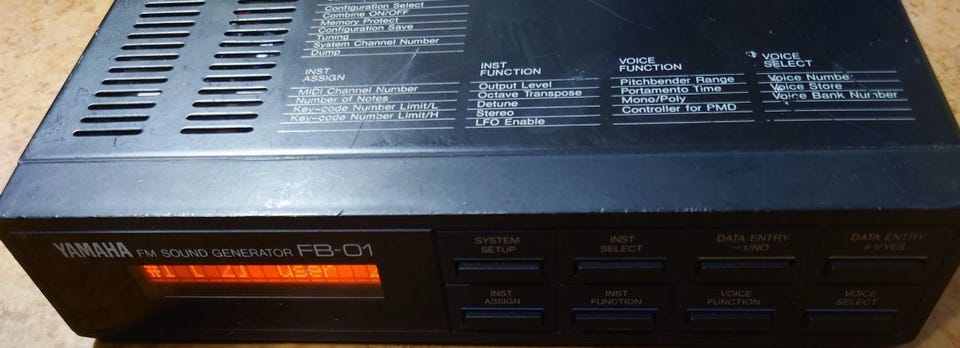 Configuration Select
Combine ON/OFF
Memory Protect
Configuration Save
Tuning
System Channel Number
Dump
INST
ASSIGN
MIDI Channel Number
Number of Notes
Key-code Number Limit/L
Key-code Number Limit/H
INST
FUNCTION
Output Level
Octave Transpose
Detune
Stereo
LFO Enable
VOICE
FUNCTION
Pitchbender Range
Portamento Time
Mono/Poly
Controller for PMD
VOICE
SELECT
Voice Number
Voice Store
Voice Bank Number
YAMAHA FM SOUND GENERATOR FB-01
user
SYSTEM
SETUP
INST
SELECT
DATA ENTRY
-1/NO
DATA ENTRY
+1/YES
INST
ASSIGN
INST
FUNCTION
VOICE
FUNCTION
VOICE
SELECT